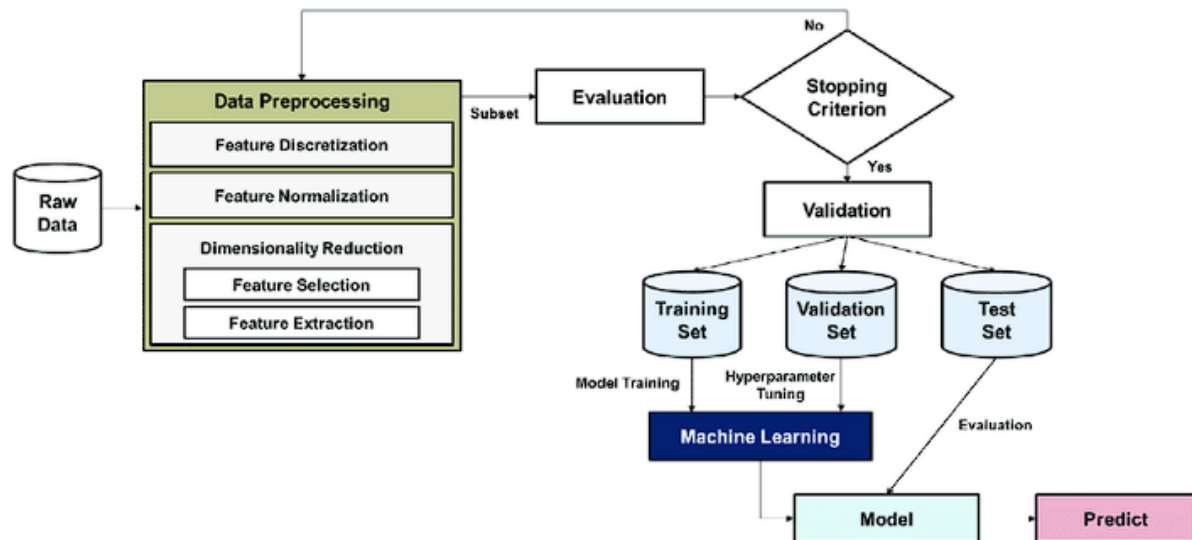 No
Data Preprocessing
Feature Discretization
Feature Normalization
Dimensionality Reduction
Feature Selection
Feature Extraction
Raw
Data
Subset
Evaluation
Stopping
Criterion
Yes
Validation
Training
Set
Validation
Set
Test
Set
Model Training
Hyperparameter
Tuning
Machine Learning
Evaluation
Model
Predict